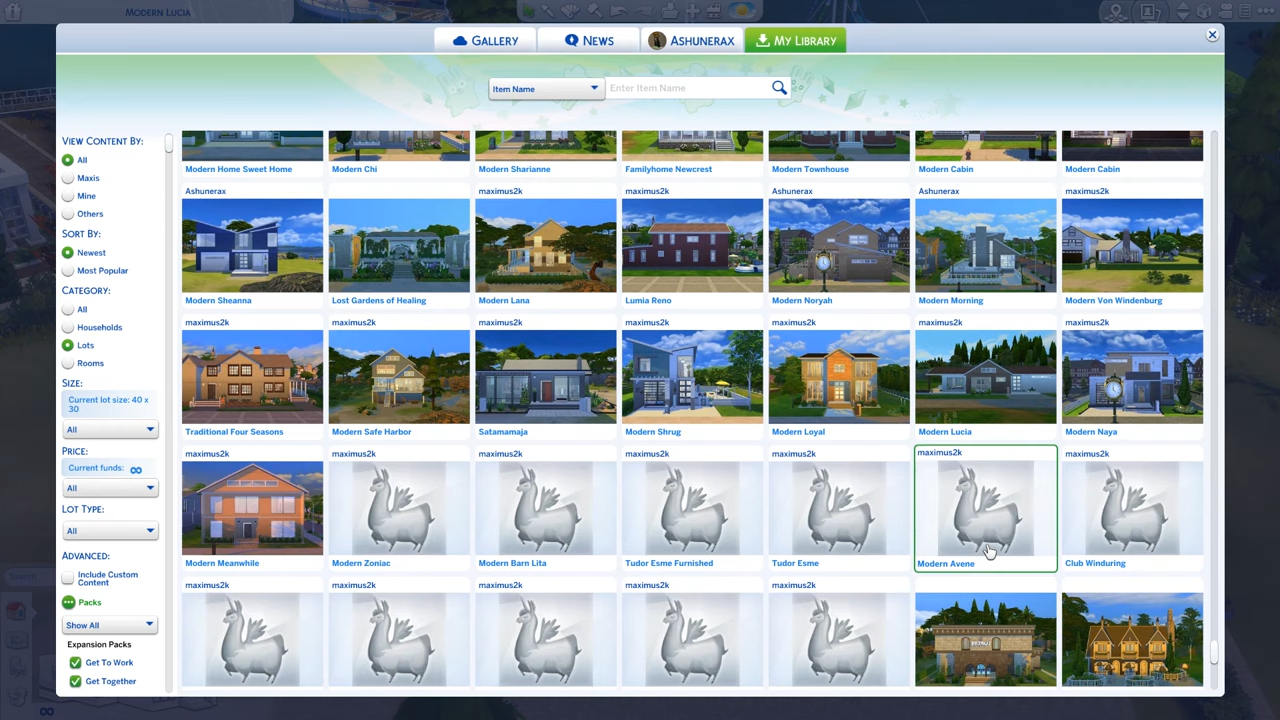 MODERN LUCIA
GALLERY
NEWS
ASHUNERAX
MY LIBRARY
Item Name
Enter Item Name
VIEW CONTENT BY:
All
Maxis
Mine
Others
SORT BY:
Newest
Most Popular
CATEGORY:
All
Households
Lots
Rooms
SIZE:
Current lot size: 40 x
30
All
PRICE:
Current funds: ∞
All
LOT TYPE:
All
ADVANCED:
Include Custom
Content
Packs
Show All
Expansion Packs
Get To Work
Get Together
Modern Home Sweet Home
Modern Chi
Modern Sharianne
Familyhome Newcrest
Modern Townhouse
Modern Cabin
Modern Cabin
Ashunerax
maximus2k
maximus2k
Ashunerax
Ashunerax
maximus2k
Modern Sheanna
Lost Gardens of Healing
Modern Lana
Lumia Reno
Modern Noryah
Modern Morning
Modern Von Windenburg
maximus2k
maximus2k
maximus2k
maximus2k
maximus2k
maximus2k
maximus2k
Traditional Four Seasons
Modern Safe Harbor
Satamamaja
Modern Shrug
Modern Loyal
Modern Lucia
Modern Naya
maximus2k
maximus2k
maximus2k
maximus2k
maximus2k
maximus2k
maximus2k
Modern Meanwhile
Modern Zoniac
Modern Barn Lita
Tudor Esme Furnished
Tudor Esme
Modern Avene
Club Winduring
maximus2k
maximus2k
maximus2k
maximus2k
maximus2k
Search
∞